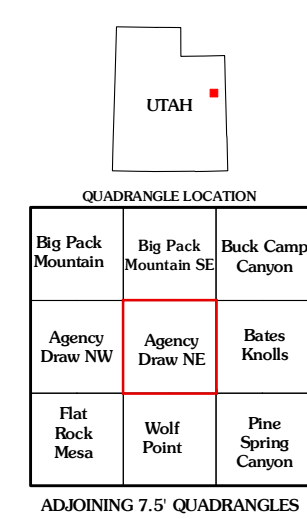 UTAH
QUADRANGLE LOCATION
Big Pack
Mountain
Big Pack
Mountain SE
Buck Camp
Canyon
Agency
Draw NW
Agency
Draw NE
Bates
Knolls
Flat
Rock
Mesa
Wolf
Point
Pine
Spring
Canyon
ADJOINING 7.5' QUADRANGLES